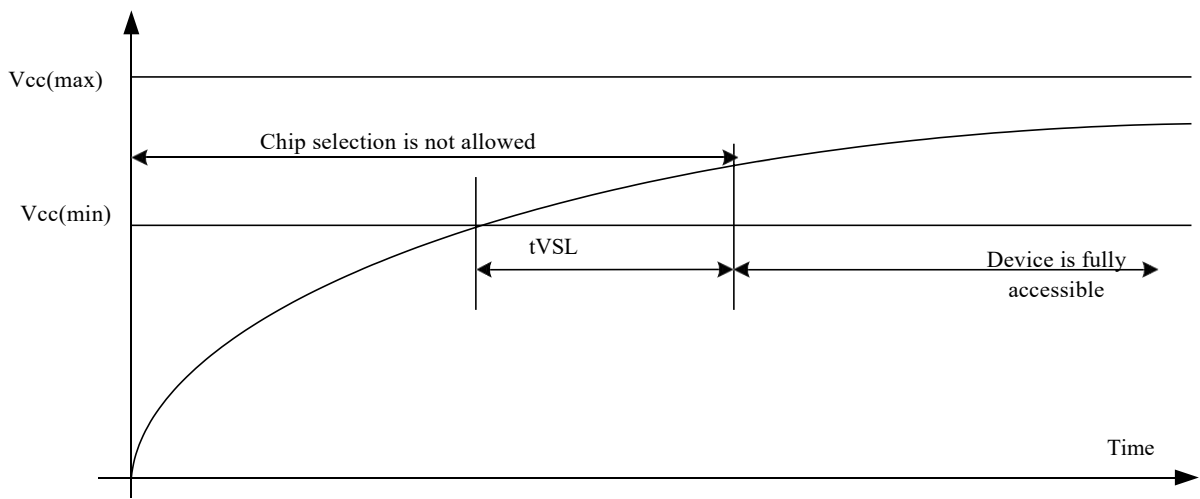 Vcc(max)
Chip selection is not allowed
Vcc(min)
tVSL
Device is fully
accessible
Time